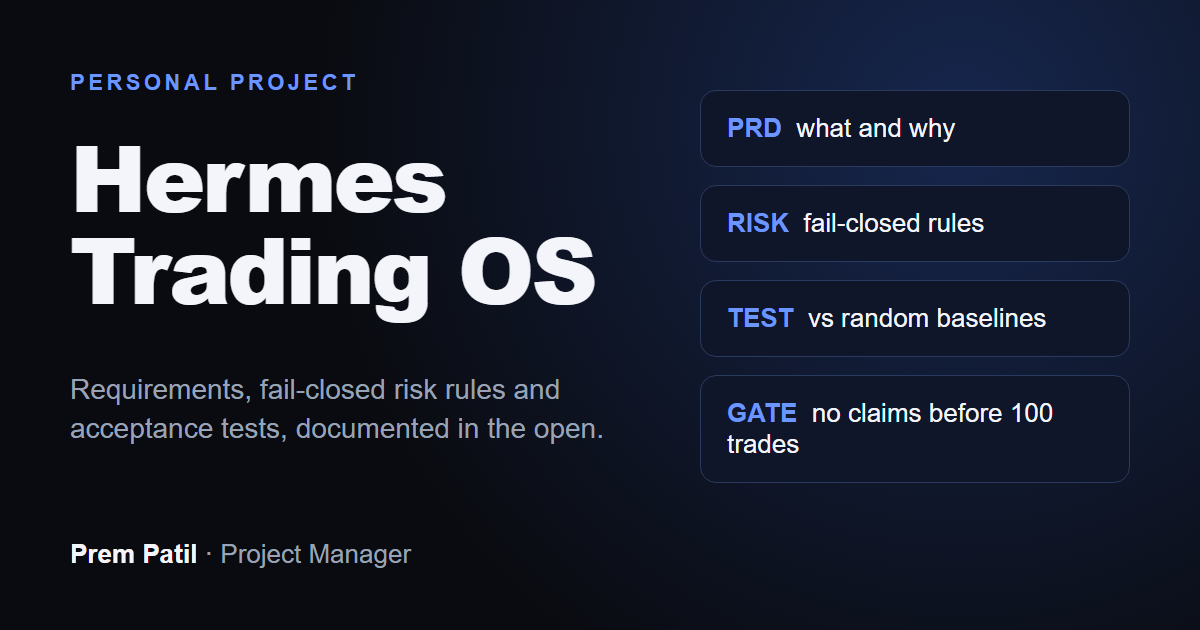 PERSONAL PROJECT
Hermes
Trading OS
Requirements, fail-closed risk rules and
acceptance tests, documented in the open.
Prem Patil · Project Manager
PRD what and why
RISK fail-closed rules
TEST vs random baselines
GATE no claims before 100
trades